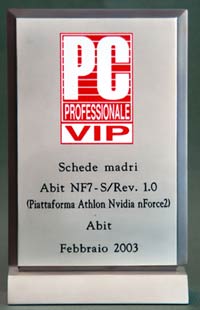 PC
PROFESSIONALE
VIP
Schede madri
Abit NF7-S/Rev. 1.0
(Piattaforma Athlon Nvidia nForce2)
Abit
Febbraio 2003